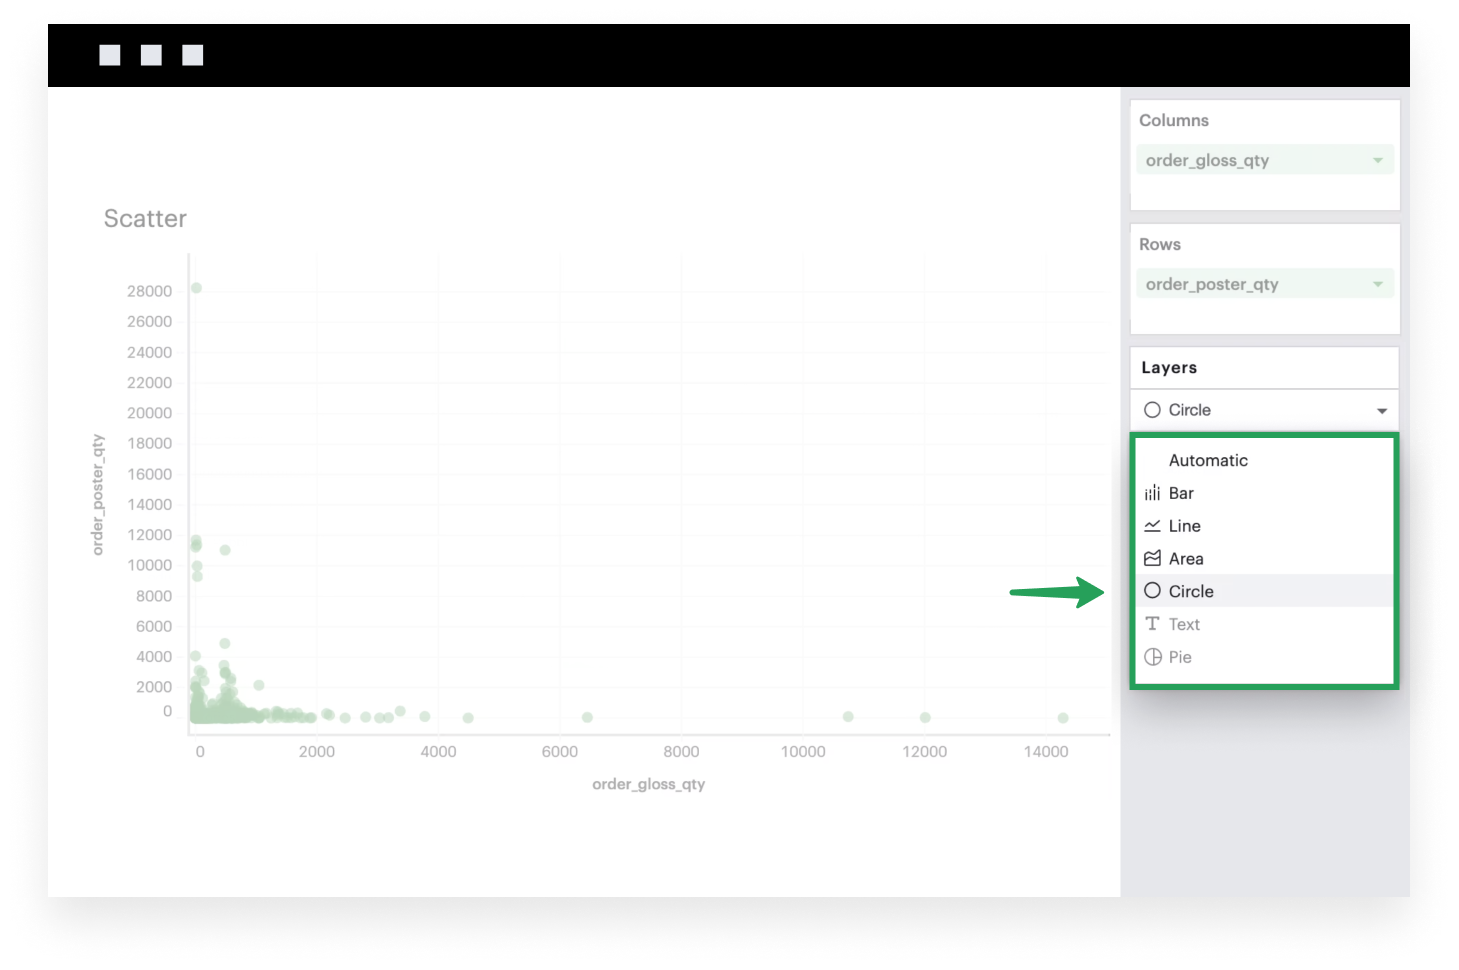 Columns
order_gloss_qty
Rows
order_poster_qty
Layers
Circle
Automatic
Bar
Line
Area
Circle
Text
Pie
Scatter
28000
26000
24000
22000
20000
18000
16000
14000
12000
10000
8000
6000
4000
2000
0
order_poster_qty
0 2000 4000 6000 8000 10000 12000 14000
order_gloss_qty